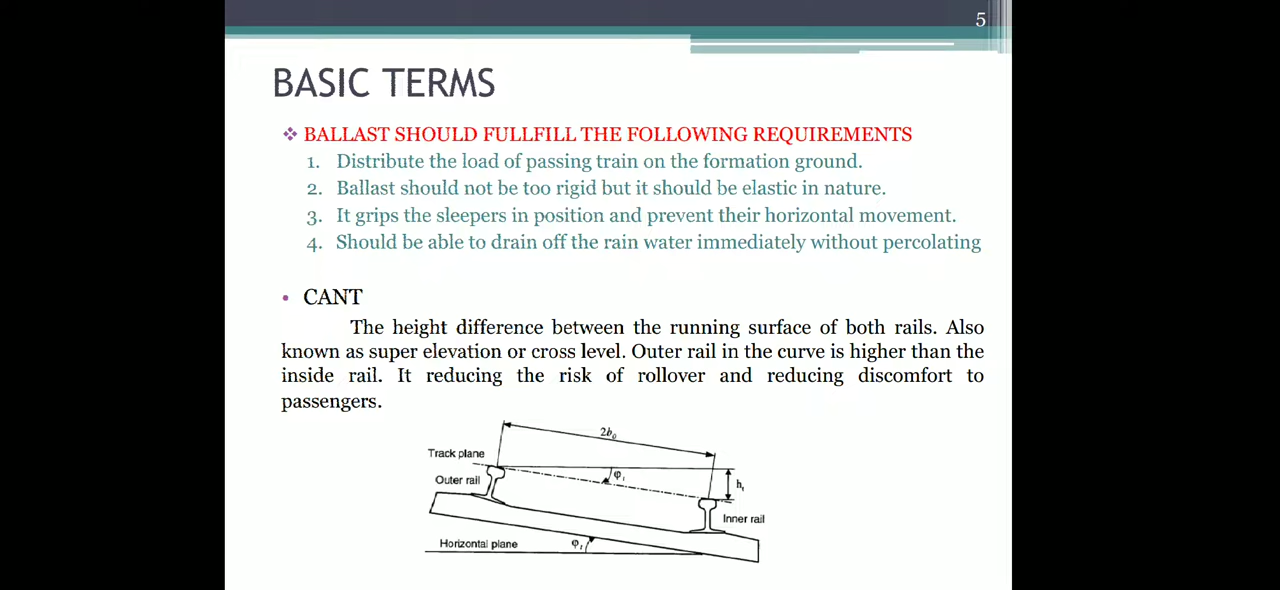 5
BASIC TERMS
❖ BALLAST SHOULD FULLFILL THE FOLLOWING REQUIREMENTS
1. Distribute the load of passing train on the formation ground.
2. Ballast should not be too rigid but it should be elastic in nature.
3. It grips the sleepers in position and prevent their horizontal movement.
4. Should be able to drain off the rain water immediately without percolating
• CANT
The height difference between the running surface of both rails. Also
known as super elevation or cross level. Outer rail in the curve is higher than the
inside rail. It reducing the risk of rollover and reducing discomfort to
passengers.
2b₀
Track plane
φₜ
Outer rail
hₜ
Inner rail
Horizontal plane
φₜ